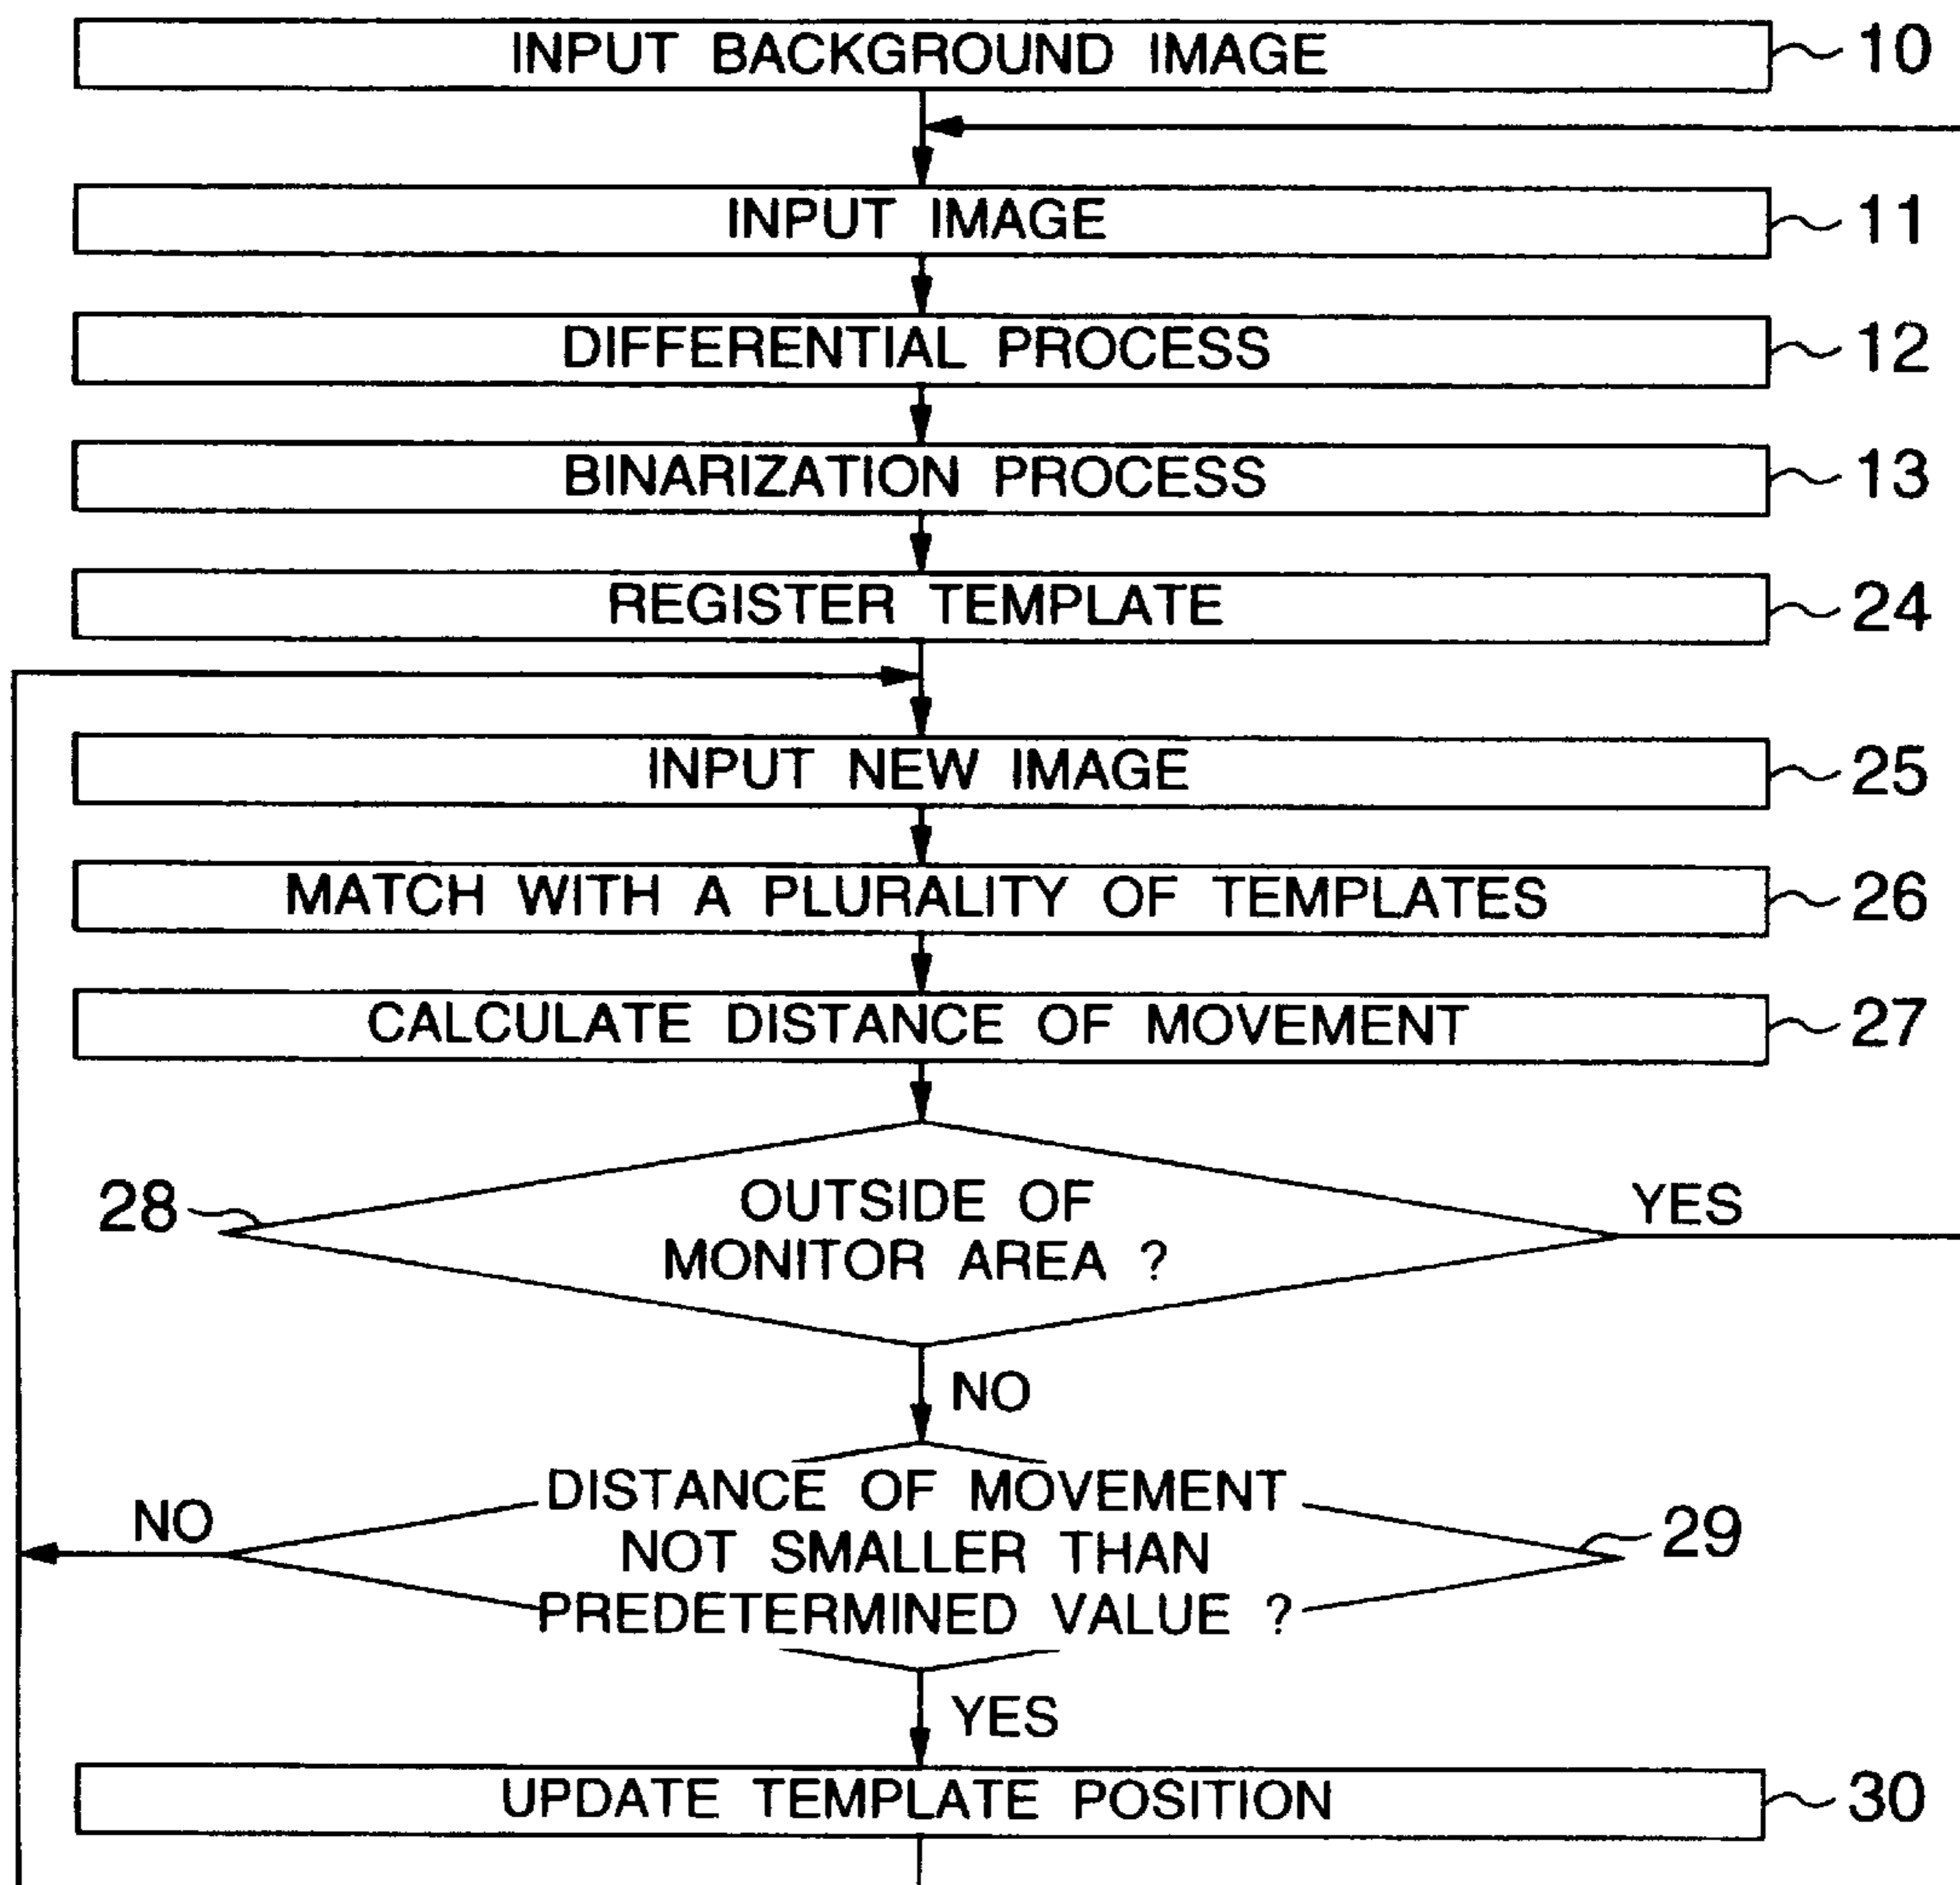 INPUT BACKGROUND IMAGE 10
INPUT IMAGE 11
DIFFERENTIAL PROCESS 12
BINARIZATION PROCESS 13
REGISTER TEMPLATE 24
INPUT NEW IMAGE 25
MATCH WITH A PLURALITY OF TEMPLATES 26
CALCULATE DISTANCE OF MOVEMENT 27
28
OUTSIDE OF
MONITOR AREA ?
YES
NO
DISTANCE OF MOVEMENT
NOT SMALLER THAN
PREDETERMINED VALUE ?
NO
29
YES
UPDATE TEMPLATE POSITION 30